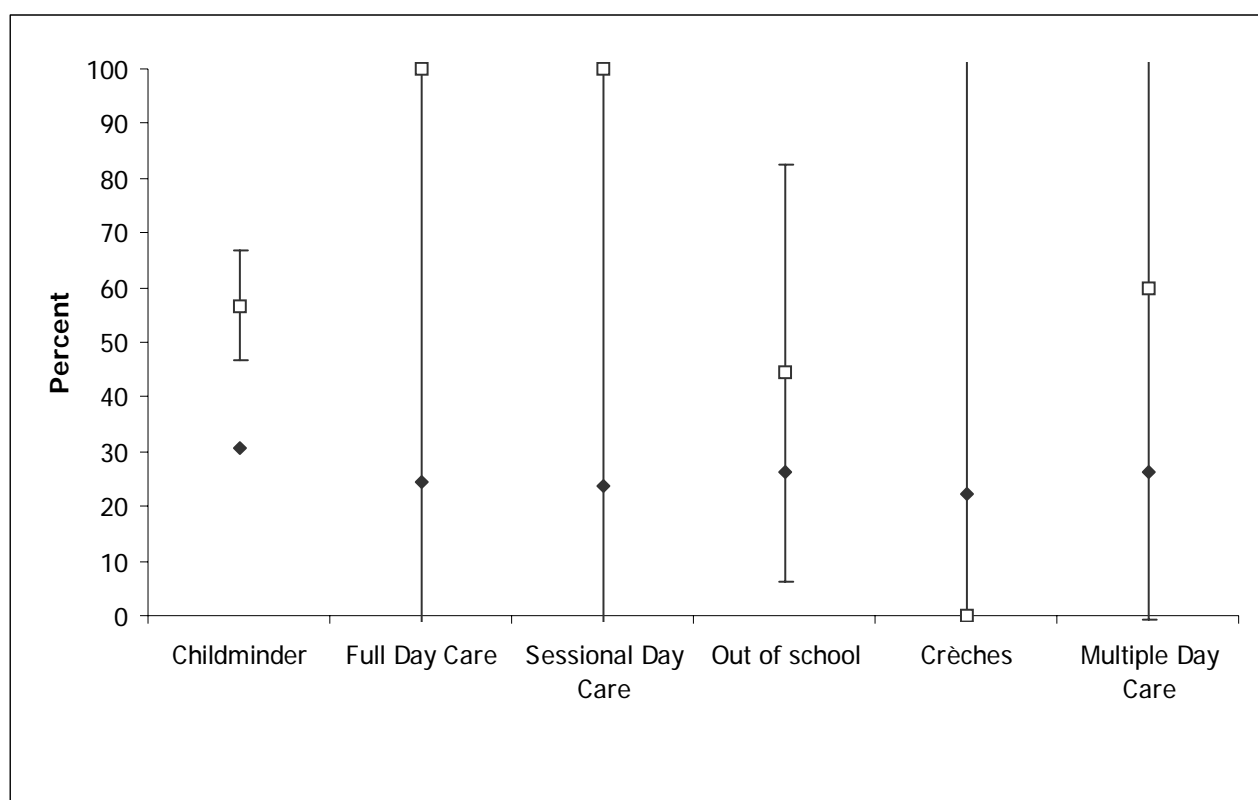 100
90
80
70
60
50
40
30
20
10
0
Percent
Childminder
Full Day Care
Sessional Day
Care
Out of school
Crèches
Multiple Day
Care